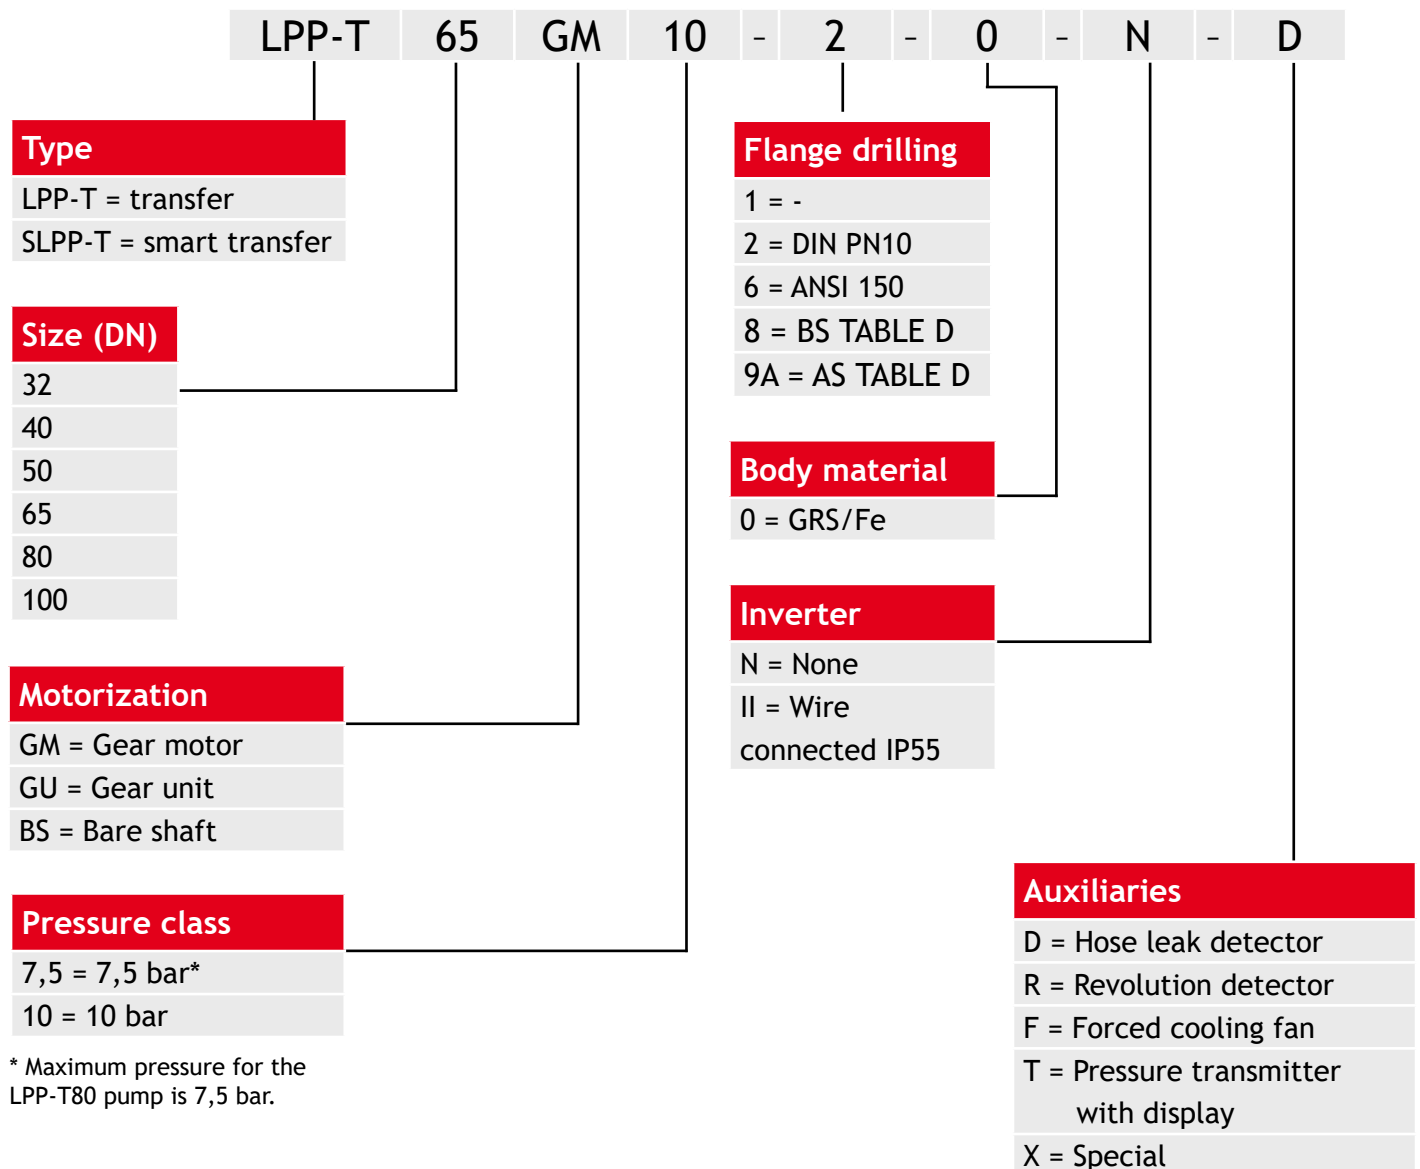 LPP-T 65 GM 10 - 2 - 0 - N - D
Type
LPP-T = transfer
SLPP-T = smart transfer
Size (DN)
32
40
50
65
80
100
Motorization
GM = Gear motor
GU = Gear unit
BS = Bare shaft
Pressure class
7,5 = 7,5 bar*
10 = 10 bar
* Maximum pressure for the
LPP-T80 pump is 7,5 bar.
Flange drilling
1 = -
2 = DIN PN10
6 = ANSI 150
8 = BS TABLE D
9A = AS TABLE D
Body material
0 = GRS/Fe
Inverter
N = None
II = Wire
connected IP55
Auxiliaries
D = Hose leak detector
R = Revolution detector
F = Forced cooling fan
T = Pressure transmitter
with display
X = Special